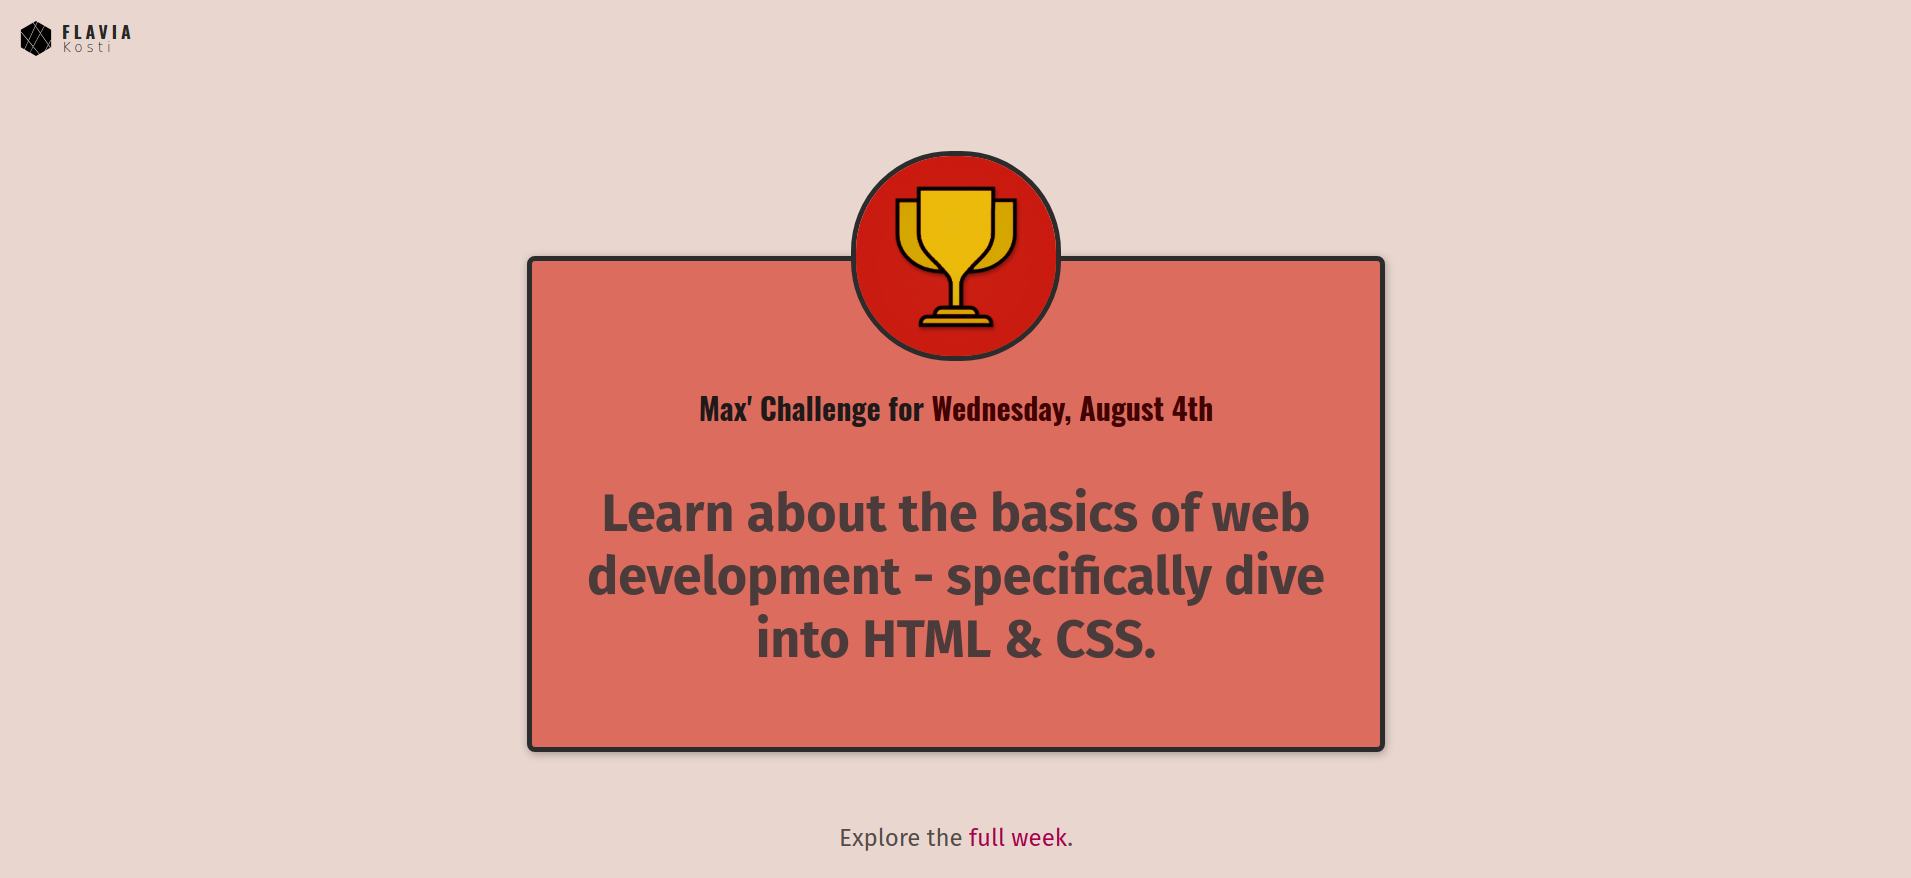 FLAVIA
Kosti
Max' Challenge for Wednesday, August 4th
Learn about the basics of web
development - specifically dive
into HTML & CSS.
Explore the full week.